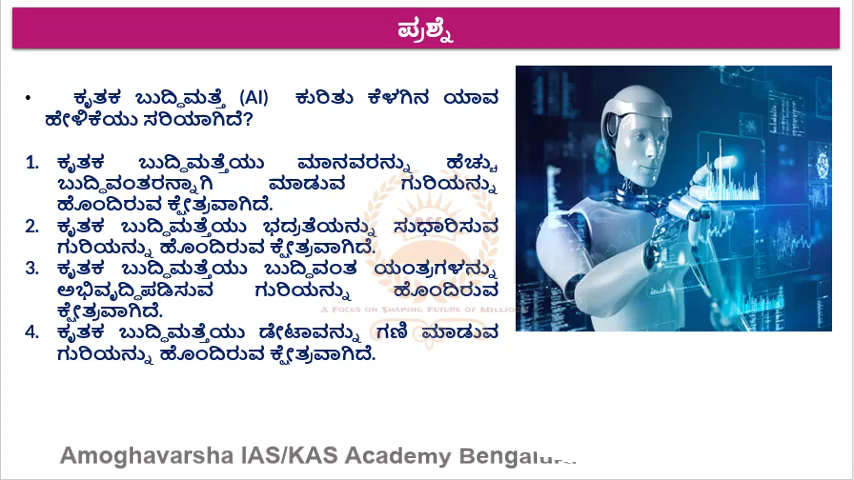 ಪ್ರಶ್ನೆ
• ಕೃತಕ ಬುದ್ಧಿಮತ್ತೆ (AI) ಕುರಿತು ಕೆಳಗಿನ ಯಾವ
ಹೇಳಿಕೆಯು ಸರಿಯಾಗಿದೆ?
1. ಕೃತಕ ಬುದ್ಧಿಮತ್ತೆಯು ಮಾನವರನ್ನು ಹೆಚ್ಚು
ಬುದ್ಧಿವಂತರನ್ನಾಗಿ ಮಾಡುವ ಗುರಿಯನ್ನು
ಹೊಂದಿರುವ ಕ್ಷೇತ್ರವಾಗಿದೆ.
2. ಕೃತಕ ಬುದ್ಧಿಮತ್ತೆಯು ಭದ್ರತೆಯನ್ನು ಸುಧಾರಿಸುವ
ಗುರಿಯನ್ನು ಹೊಂದಿರುವ ಕ್ಷೇತ್ರವಾಗಿದೆ.
3. ಕೃತಕ ಬುದ್ಧಿಮತ್ತೆಯು ಬುದ್ಧಿವಂತ ಯಂತ್ರಗಳನ್ನು
ಅಭಿವೃದ್ಧಿಪಡಿಸುವ ಗುರಿಯನ್ನು ಹೊಂದಿರುವ
ಕ್ಷೇತ್ರವಾಗಿದೆ.
A FOCUS ON SHAPING FUTURE OF MILLIONS
4. ಕೃತಕ ಬುದ್ಧಿಮತ್ತೆಯು ಡೇಟಾವನ್ನು ಗಣಿ ಮಾಡುವ
ಗುರಿಯನ್ನು ಹೊಂದಿರುವ ಕ್ಷೇತ್ರವಾಗಿದೆ.
Amoghavarsha IAS/KAS Academy Bengaluru